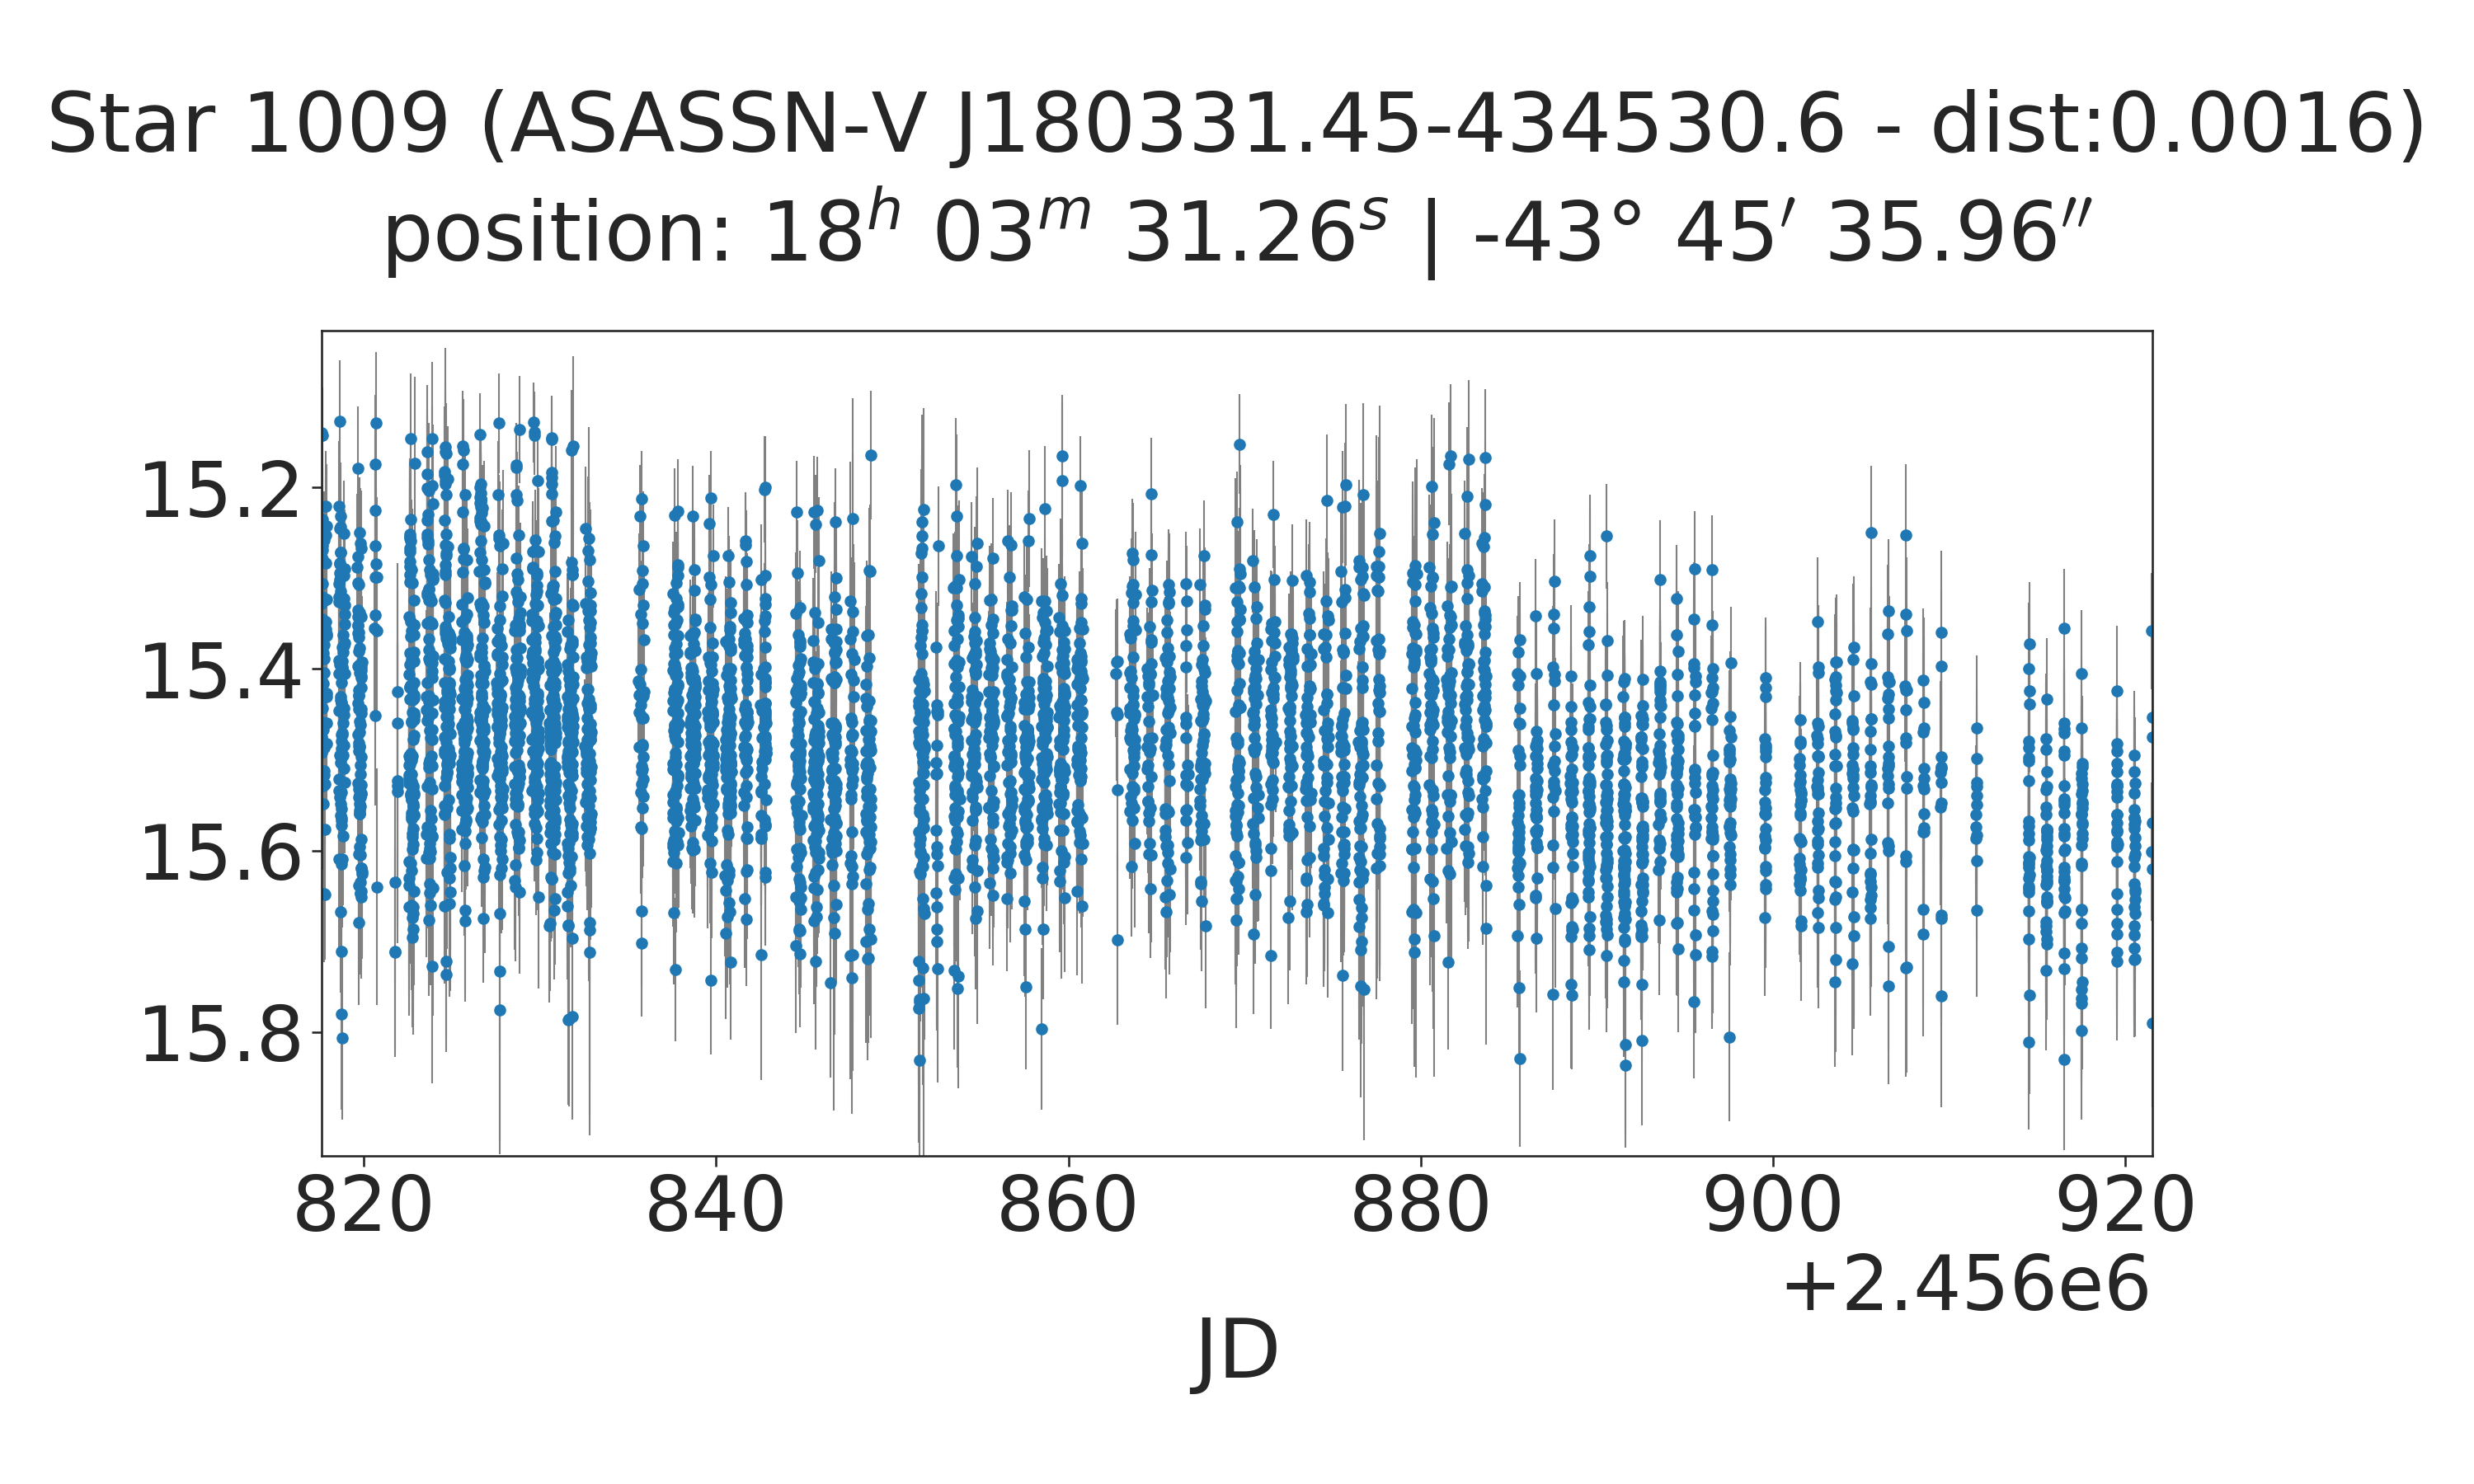 Star 1009 (ASASSN-V J180331.45-434530.6 - dist:0.0016)
position: 18h 03m 31.26s | -43° 45′ 35.96′′
15.2
15.4
15.6
15.8
820 840 860 880 900 920
+2.456e6
JD